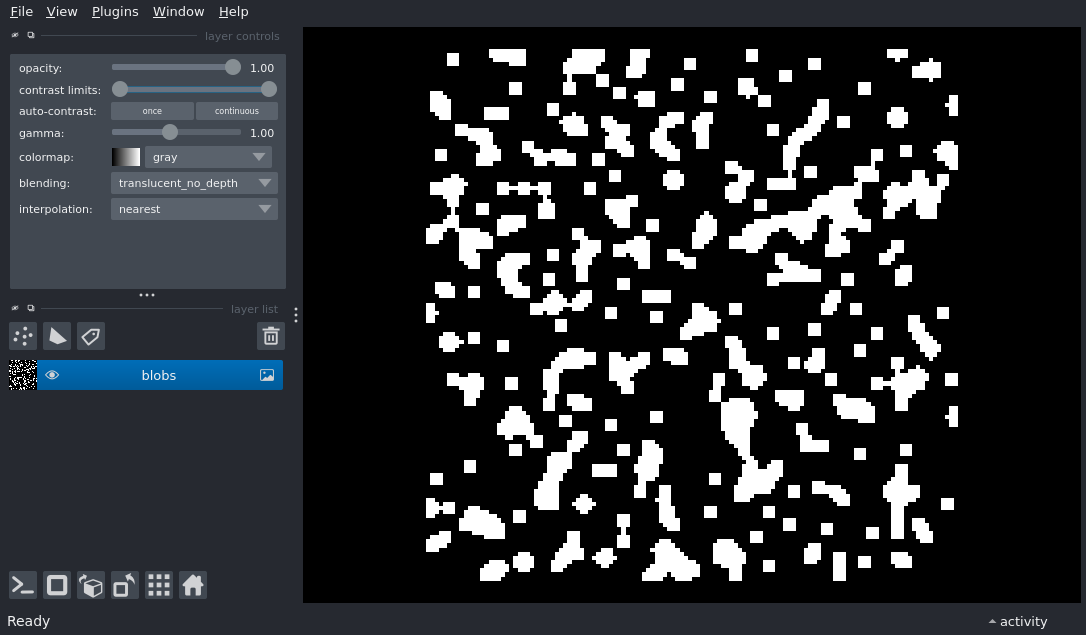 File View Plugins Window Help
layer controls
opacity: 1.00
contrast limits:
auto-contrast: once continuous
gamma: 1.00
colormap: gray
blending: translucent_no_depth
interpolation: nearest
layer list
blobs
Ready
activity